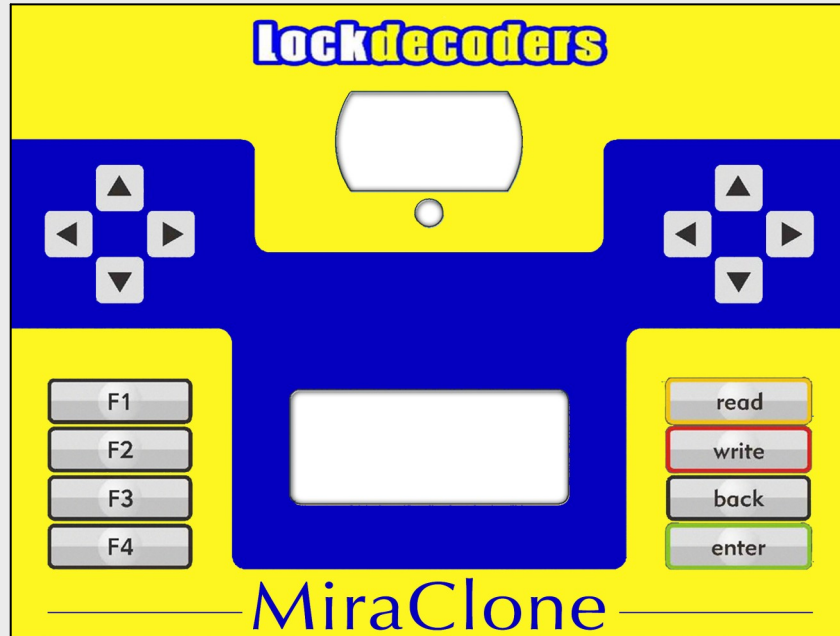 Lockdecoders
F1
F2
F3
F4
read
write
back
enter
MiraClone